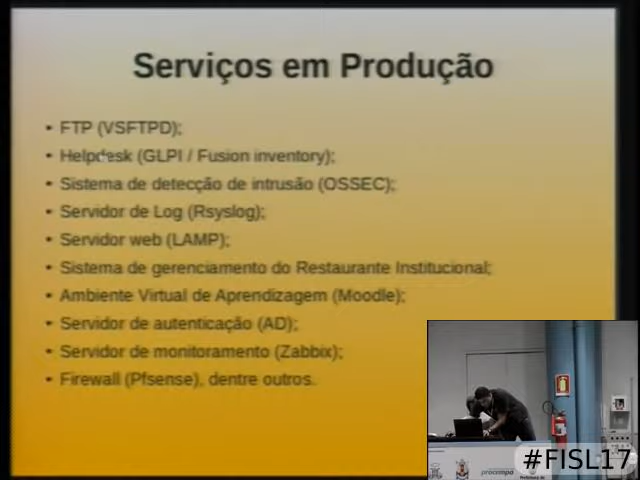 Serviços em Produção
• FTP (VSFTPD);
• Helpdesk (GLPI / Fusion inventory);
• Sistema de detecção de intrusão (OSSEC);
• Servidor de Log (Rsyslog);
• Servidor web (LAMP);
• Sistema de gerenciamento do Restaurante Institucional;
• Ambiente Virtual de Aprendizagem (Moodle);
• Servidor de autenticação (AD);
• Servidor de monitoramento (Zabbix);
• Firewall (Pfsense), dentre outros.
procempa
#FISL17